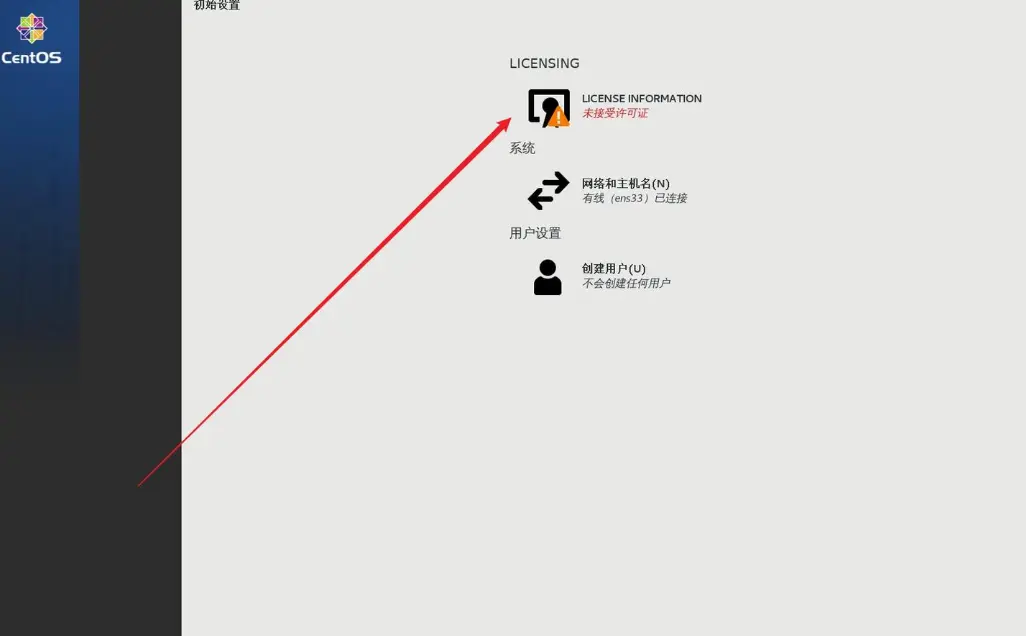 初始设置
CentOS
LICENSING
LICENSE INFORMATION
未接受许可证
系统
网络和主机名(N)
有线（ens33）已连接
用户设置
创建用户(U)
不会创建任何用户